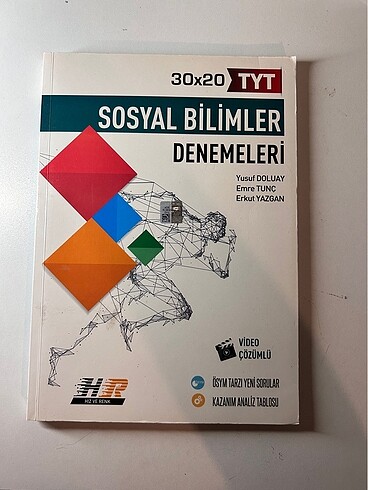 30x20 TYT
SOSYAL BİLİMLER
DENEMELERİ
Yusuf DOLUAY
Emre TUNÇ
Erkut YAZGAN
VİDEO
ÇÖZÜMLÜ
ÖSYM TARZI YENİ SORULAR
KAZANIM ANALİZ TABLOSU
HIZ VE RENK